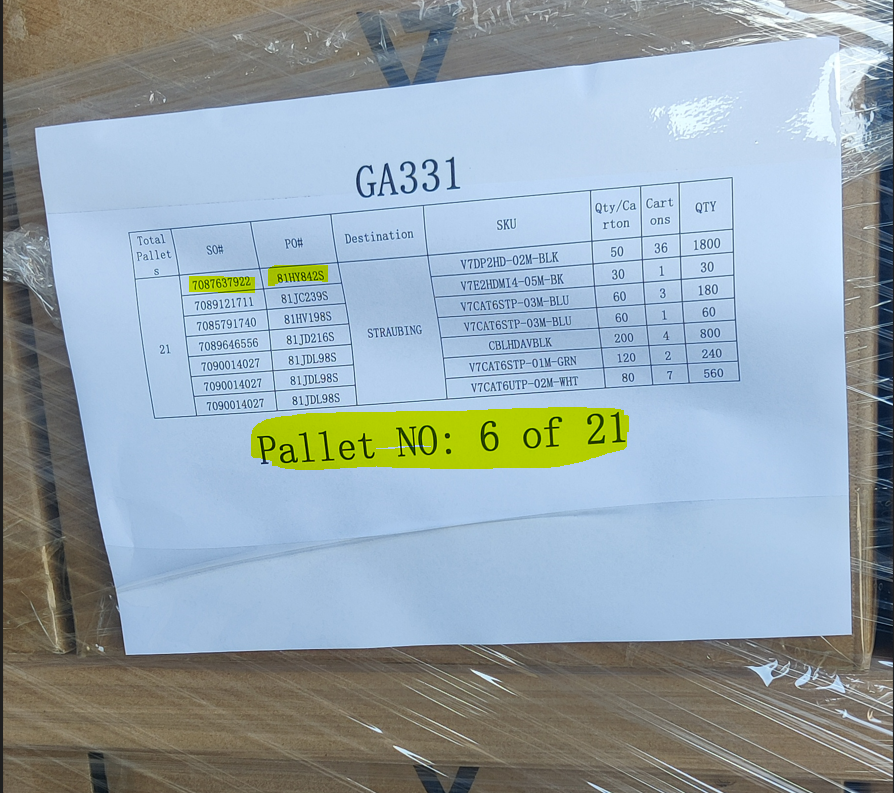 GA331
Total Pallets SO# PO# Destination SKU Qty/Carton Cartons QTY
21 7087637922 81HY842S STRAUBING V7DP2HD-02M-BLK 50 36 1800
7089121711 81JC239S V7E2HDMI4-05M-BK 30 1 30
7085791740 81HV198S V7CAT6STP-03M-BLU 60 3 180
7089646556 81JD216S V7CAT6STP-03M-BLU 60 1 60
7090014027 81JDL98S CBLHDAVBLK 200 4 800
7090014027 81JDL98S V7CAT6STP-01M-GRN 120 2 240
7090014027 81JDL98S V7CAT6UTP-02M-WHT 80 7 560
Pallet NO: 6 of 21